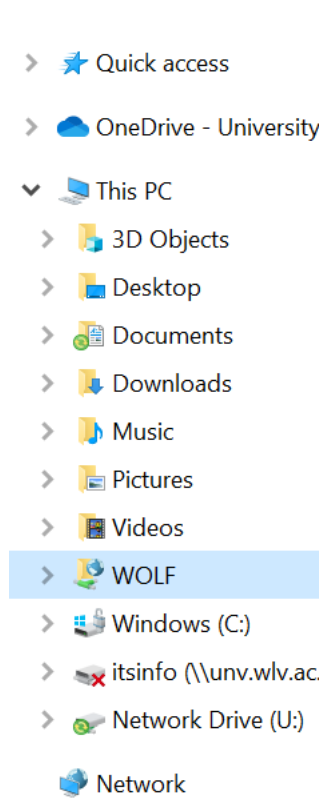 Quick access
OneDrive - University
This PC
3D Objects
Desktop
Documents
Downloads
Music
Pictures
Videos
WOLF
Windows (C:)
itsinfo (\\unv.wlv.ac.
Network Drive (U:)
Network